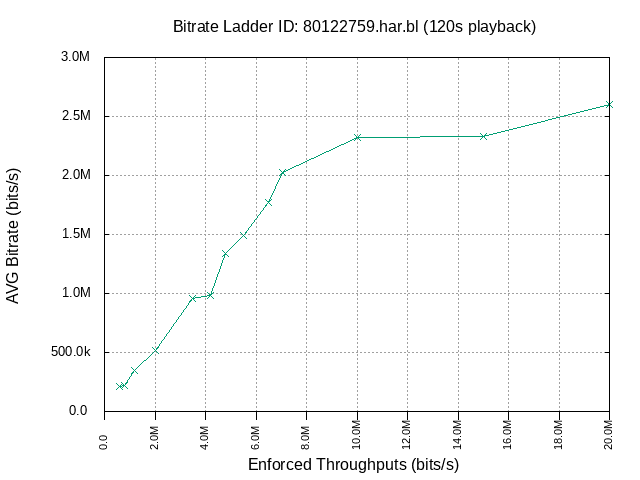 Bitrate Ladder ID: 80122759.har.bl (120s playback)
3.0M
2.5M
2.0M
1.5M
1.0M
500.0k
0.0
AVG Bitrate (bits/s)
0.0
2.0M
4.0M
6.0M
8.0M
10.0M
12.0M
14.0M
16.0M
18.0M
20.0M
Enforced Throughputs (bits/s)